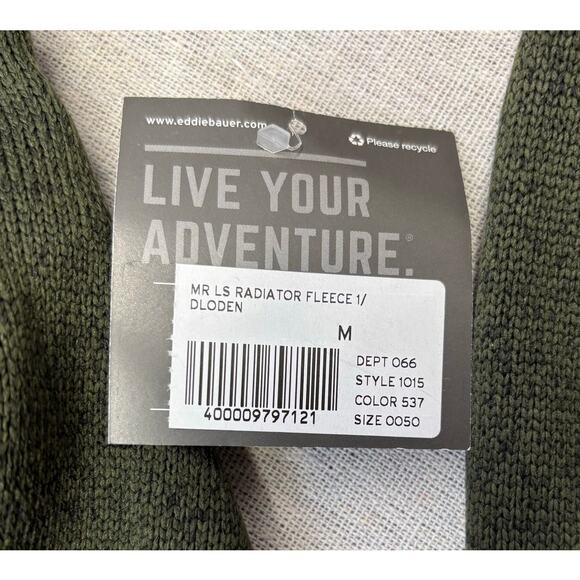 www.eddiebauer.com
Please recycle
LIVE YOUR
ADVENTURE.®
MR LS RADIATOR FLEECE 1/
DLODEN
M
DEPT 066
STYLE 1015
COLOR 537
SIZE 0050
400009797121